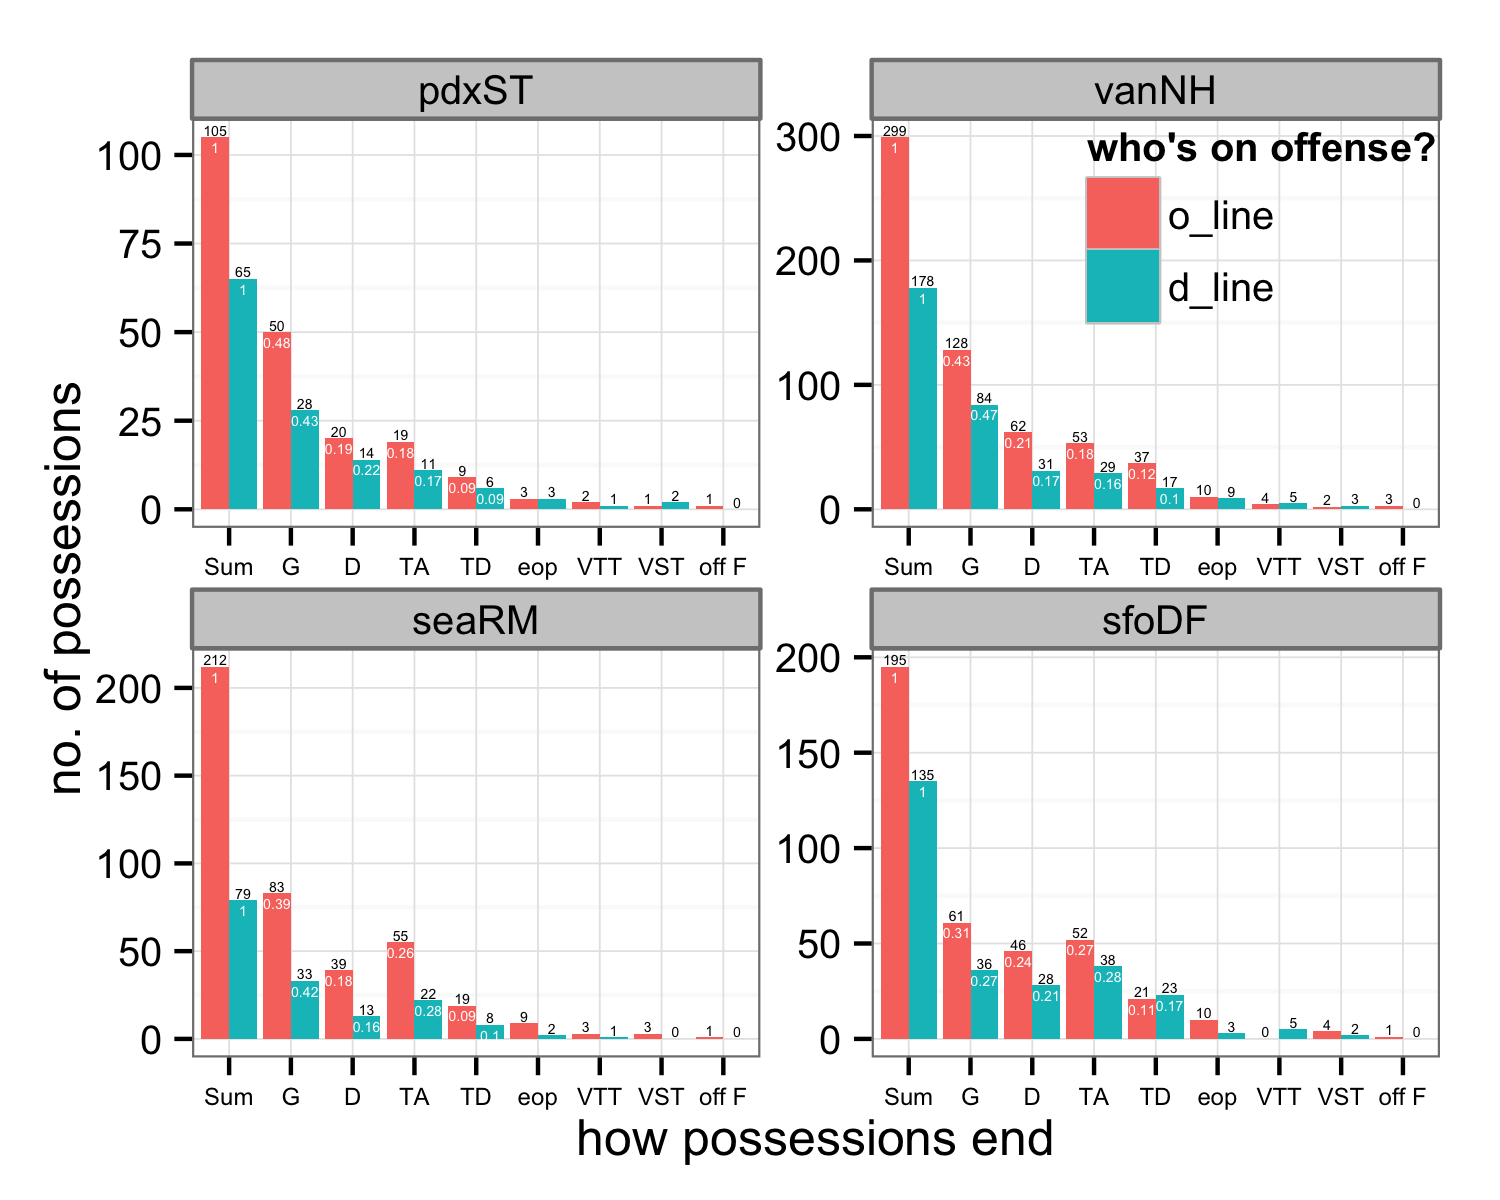 pdxST
vanNH
who's on offense?
o_line
d_line
no. of possessions
100
75
50
25
0
105 65 50 28 20 14 19 11 9 6 3 3 2 1 1 2 1 0
1 1 0.48 0.43 0.19 0.22 0.18 0.17 0.09 0.09
Sum G D TA TD eop VTT VST off F
300
200
100
0
299 178 128 84 62 31 53 29 37 17 10 9 4 5 2 3 3 0
1 1 0.43 0.47 0.21 0.17 0.18 0.16 0.12 0.1
Sum G D TA TD eop VTT VST off F
seaRM
200
150
100
50
0
212 79 83 33 39 13 55 22 19 8 9 2 3 1 3 0 1 0
1 1 0.39 0.42 0.18 0.16 0.26 0.28 0.09 0.1
Sum G D TA TD eop VTT VST off F
sfoDF
200
150
100
50
0
195 135 61 36 46 28 52 38 21 23 10 3 0 5 4 2 1 0
1 1 0.31 0.27 0.24 0.21 0.27 0.28 0.11 0.17
Sum G D TA TD eop VTT VST off F
how possessions end